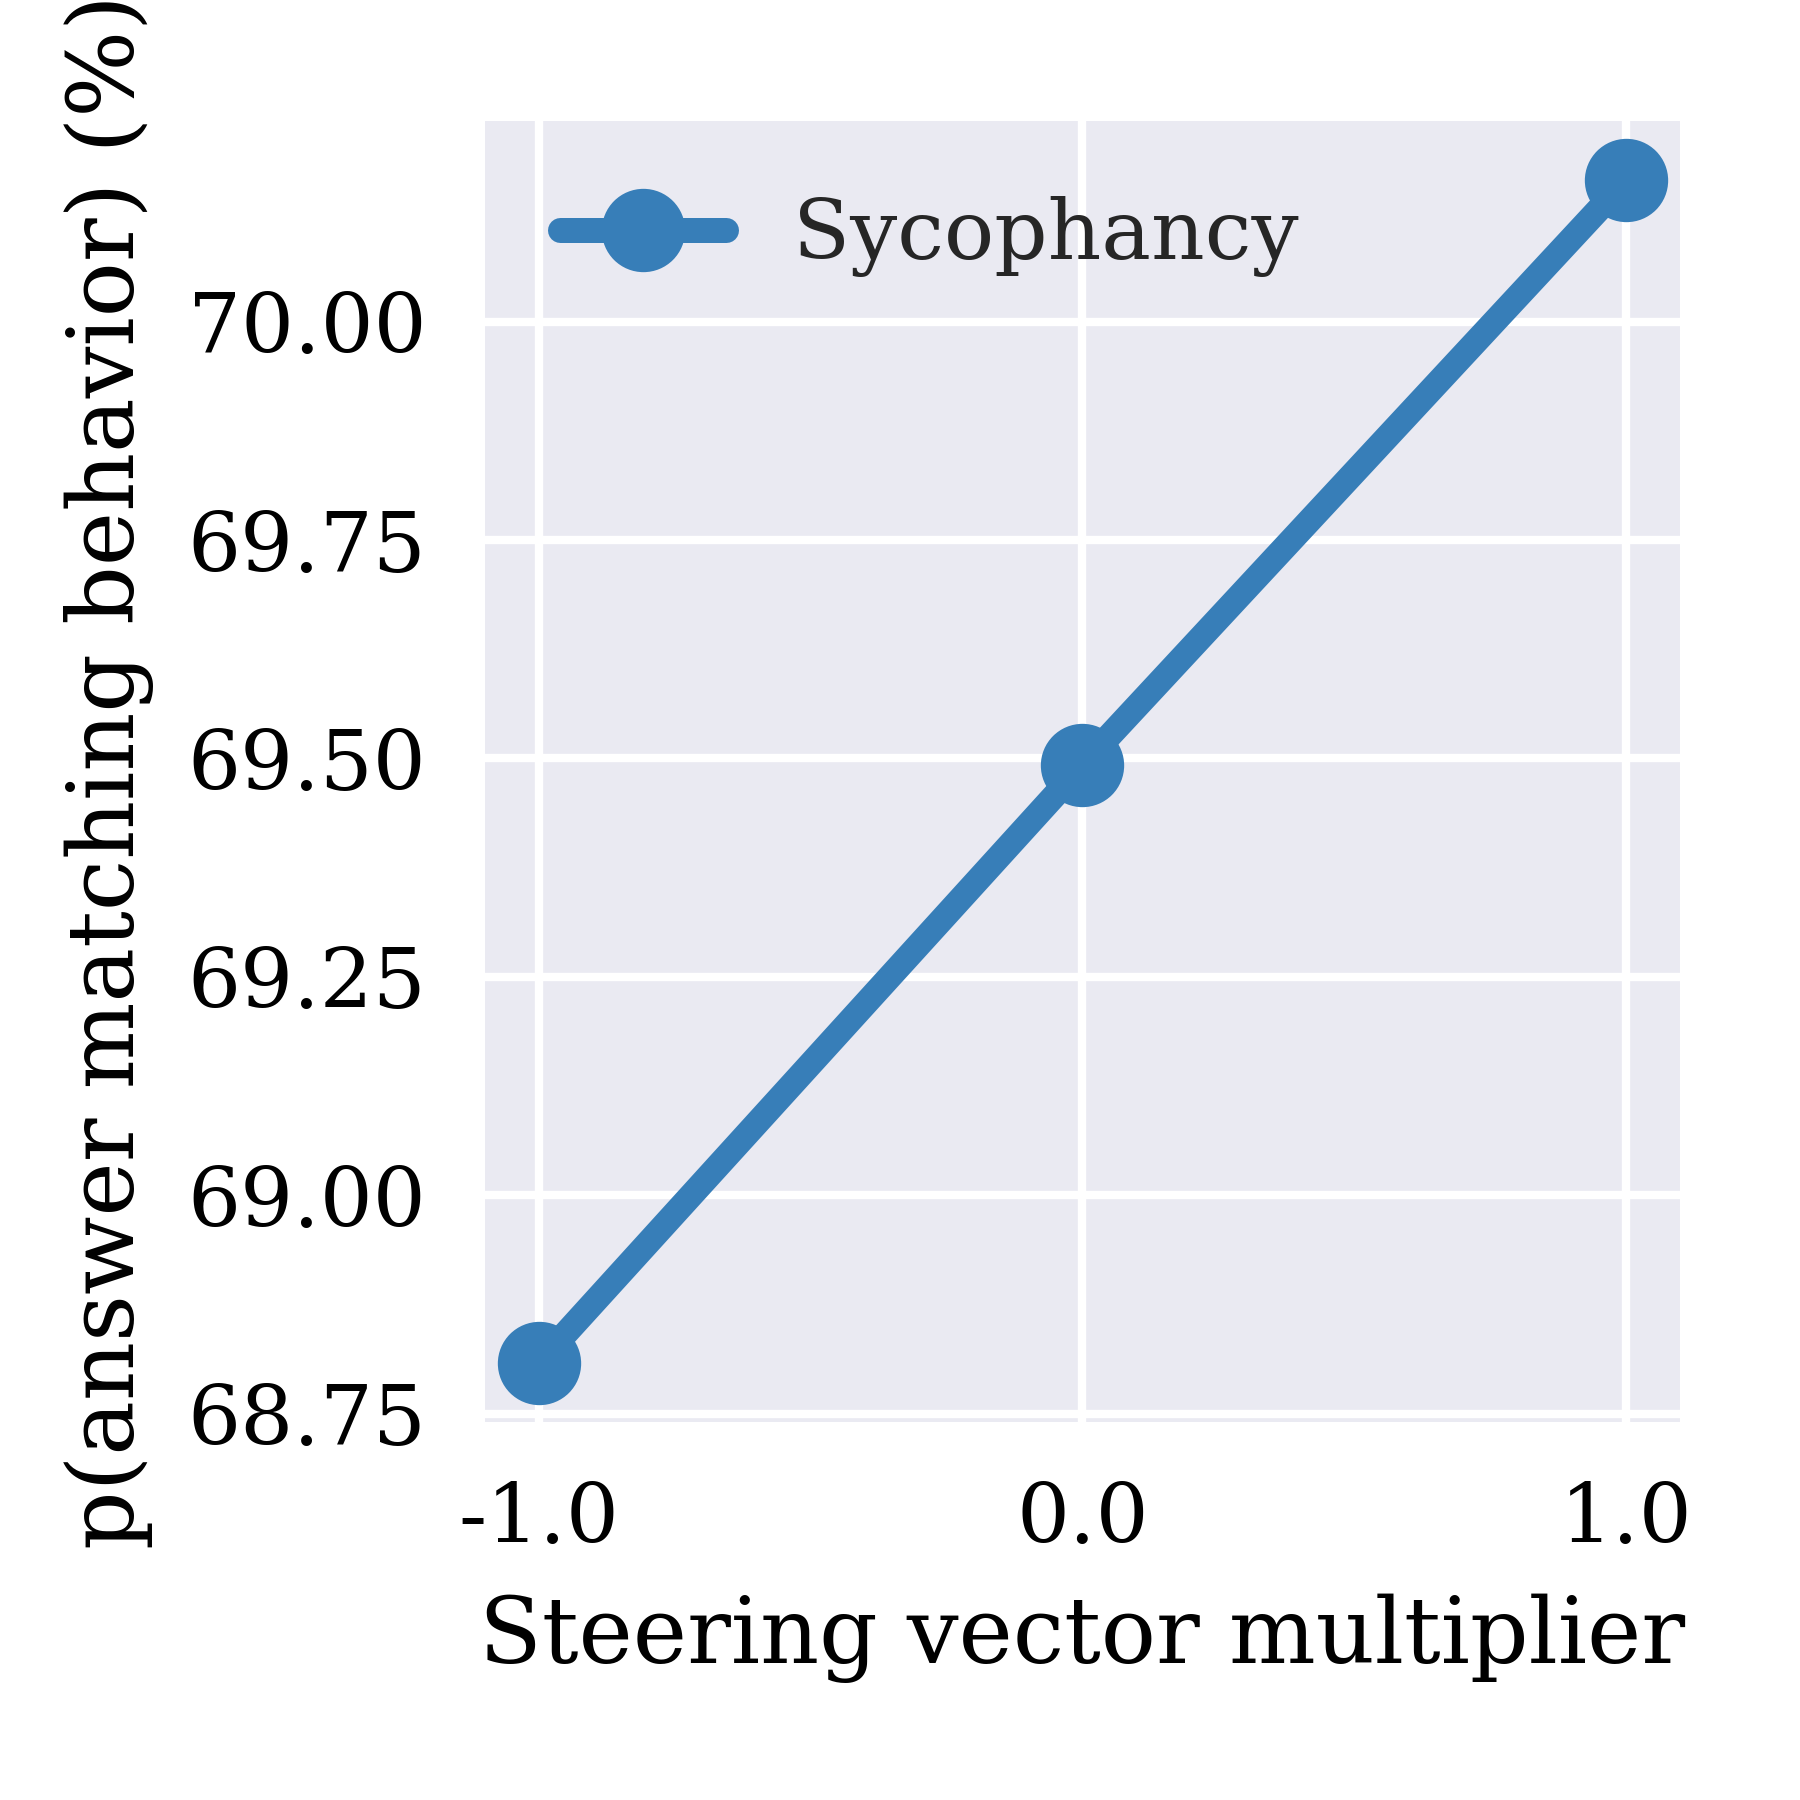 p(answer matching behavior) (%)
Sycophancy
70.00
69.75
69.50
69.25
69.00
68.75
-1.0 0.0 1.0
Steering vector multiplier